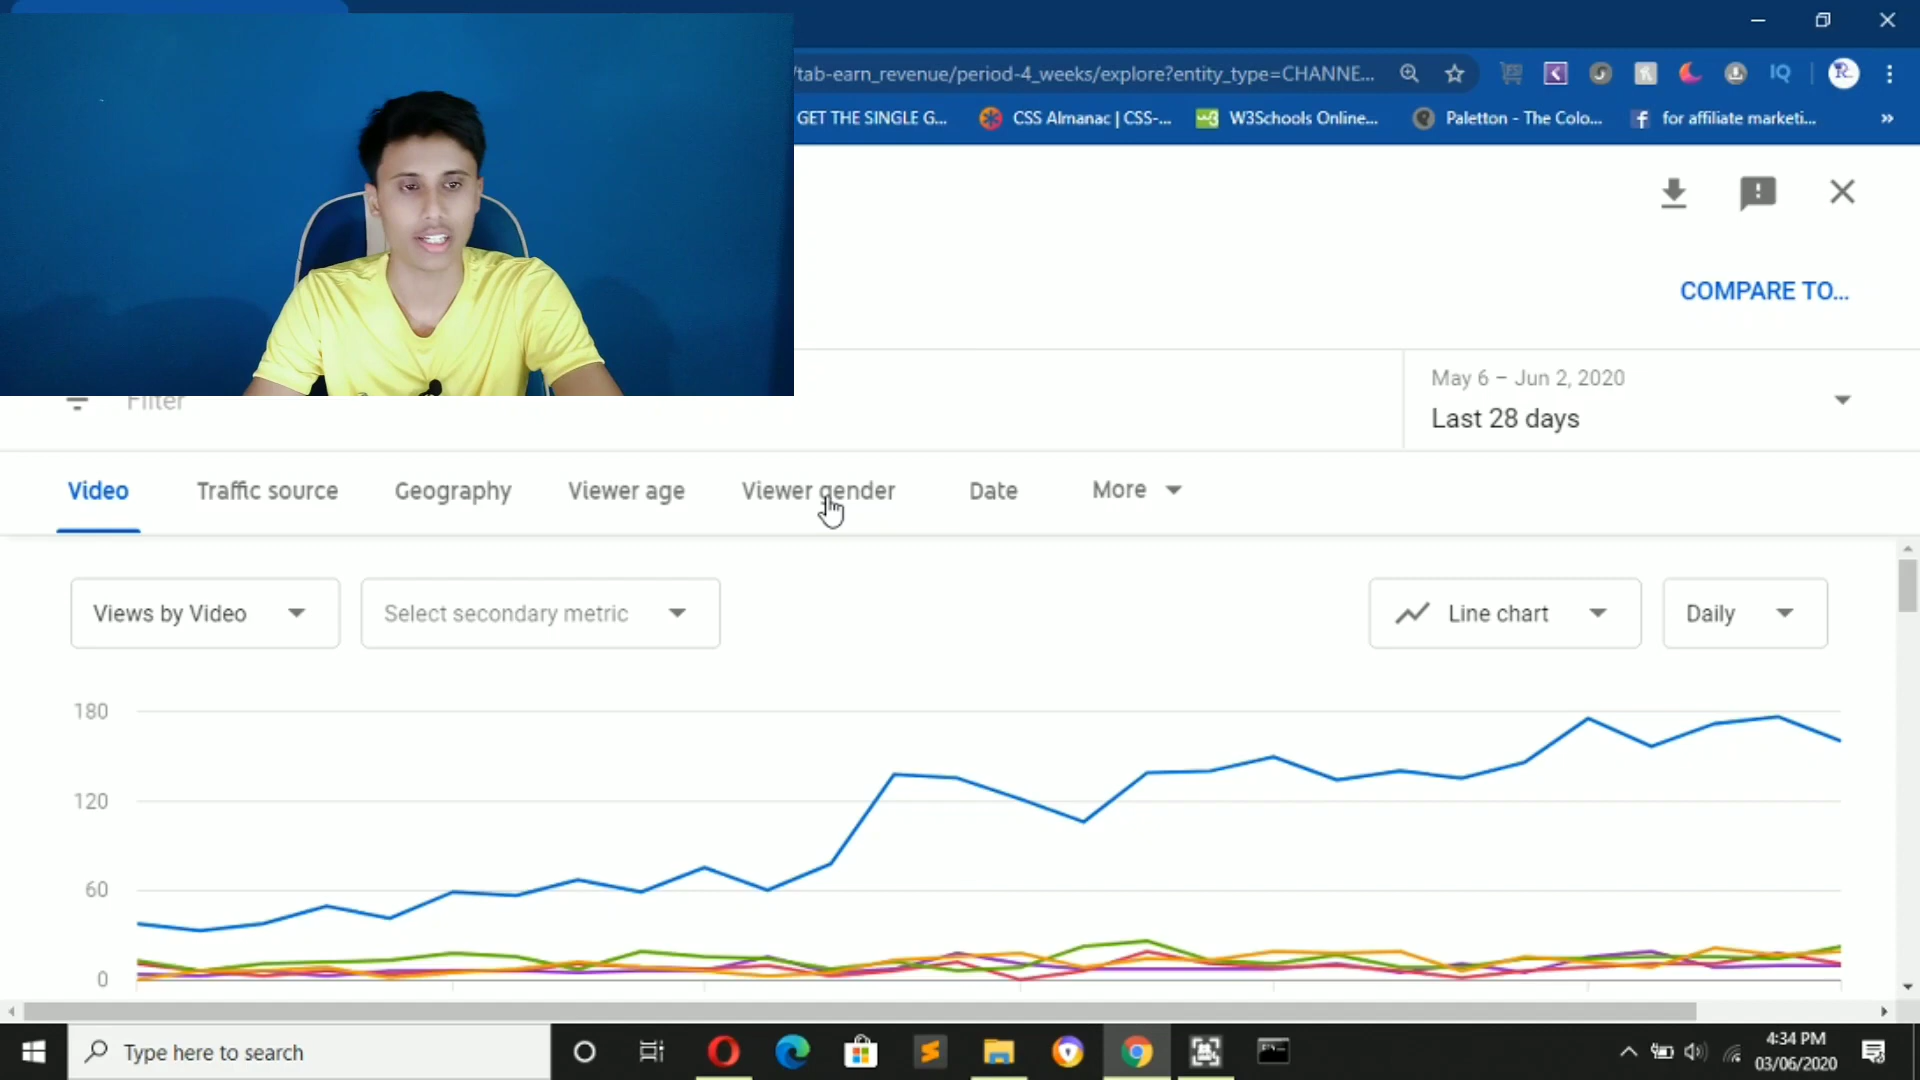 /tab-earn_revenue/period-4_weeks/explore?entity_type=CHANNE...
IQ
GET THE SINGLE G...
CSS Almanac | CSS-...
W3Schools Online...
Paletton - The Colo...
for affiliate marketi...
»
COMPARE TO...
Filter
May 6 – Jun 2, 2020
Last 28 days
Video
Traffic source
Geography
Viewer age
Viewer gender
Date
More
Views by Video
Select secondary metric
Line chart
Daily
180
120
60
0
Type here to search
4:34 PM
03/06/2020